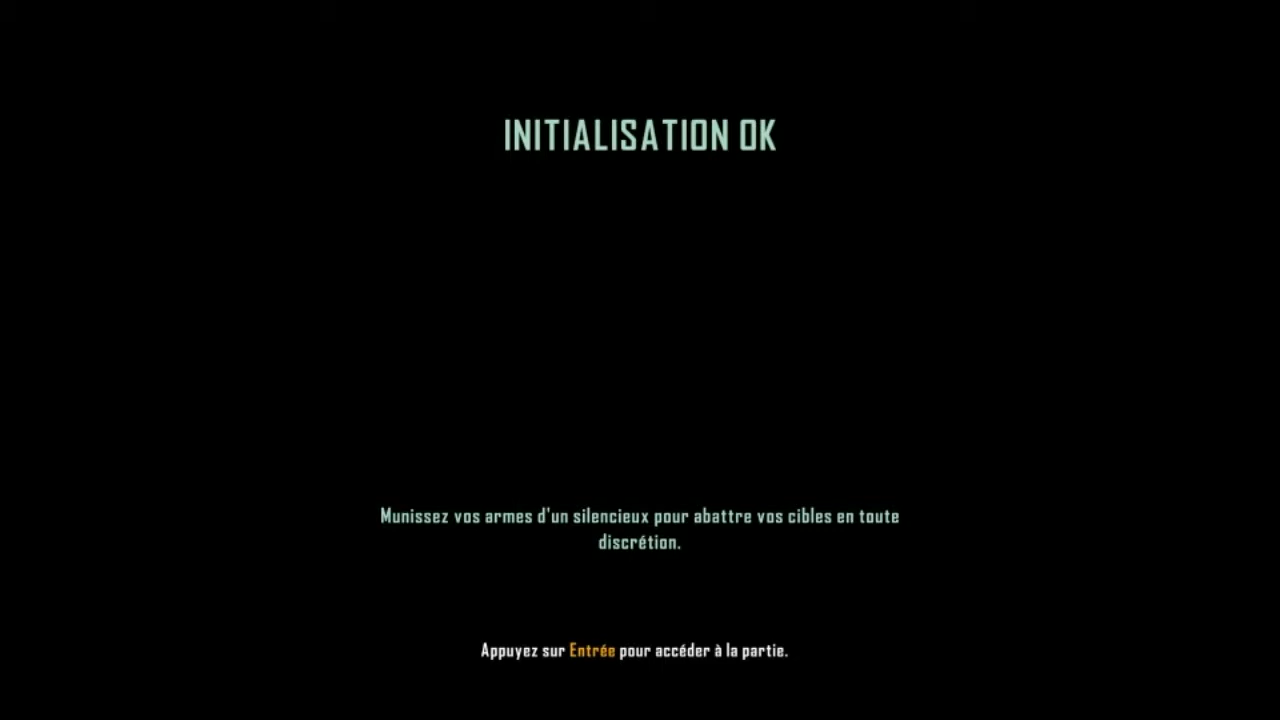 INITIALISATION OK
Munissez vos armes d'un silencieux pour abattre vos cibles en toute
discrétion.
Appuyez sur Entrée pour accéder à la partie.